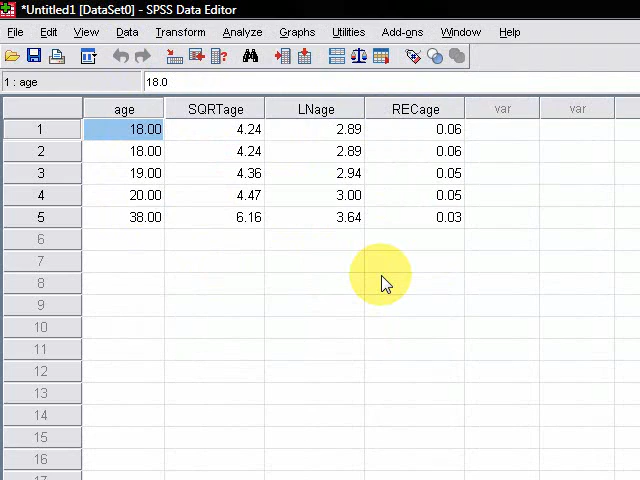 *Untitled1 [DataSet0] - SPSS Data Editor
File Edit View Data Transform Analyze Graphs Utilities Add-ons Window Help
1 : age 18.0
age SQRTage LNage RECage var var
1 18.00 4.24 2.89 0.06
2 18.00 4.24 2.89 0.06
3 19.00 4.36 2.94 0.05
4 20.00 4.47 3.00 0.05
5 38.00 6.16 3.64 0.03
6
7
8
9
10
11
12
13
14
15
16
17